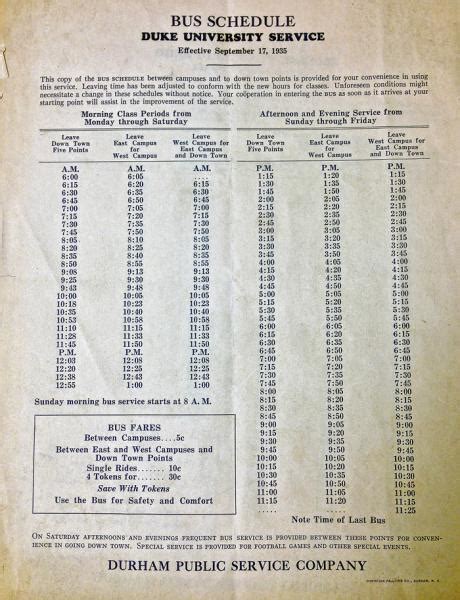 BUS SCHEDULE
DUKE UNIVERSITY SERVICE
Effective September 17, 1935
This copy of the BUS SCHEDULE between campuses and to down town points is provided for your convenience in using
this service. Leaving time has been adjusted to conform with the new hours for classes. Unforeseen conditions might
necessitate a change in these schedules without notice. Your coöperation in entering the BUS as soon as it arrives at your
starting point will assist in the improvement of the service.
Morning Class Periods from
Monday through Saturday
Leave Down Town Five Points Leave East Campus for West Campus Leave West Campus for East Campus and Down Town
A.M. A.M. A.M.
6:00 6:05 ....
6:15 6:20 6:15
6:30 6:35 6:30
6:45 6:50 6:45
7:00 7:05 7:05
7:15 7:20 7:15
7:30 7:35 7:30
7:45 7:50 7:50
8:05 8:10 8:05
8:20 8:25 8:20
8:35 8:40 8:35
8:50 8:55 8:55
9:08 9:13 9:13
9:25 9:30 9:30
9:43 9:48 9:48
10:00 10:05 10:05
10:18 10:23 10:23
10:35 10:40 10:40
10:53 10:58 10:58
11:10 11:15 11:15
11:28 11:33 11:33
11:45 11:50 11:50
P.M. P.M. P.M.
12:03 12:08 12:08
12:20 12:25 12:25
12:38 12:43 12:43
12:55 1:00 1:00
Sunday morning bus service starts at 8 A. M.
BUS FARES
Between Campuses....5c
Between East and West Campuses and
Down Town Points
Single Rides....... 10c
4 Tokens for....... 30c
Save With Tokens
Use the Bus for Safety and Comfort
Afternoon and Evening Service from
Sunday through Friday
Leave Down Town Five Points Leave East Campus for West Campus Leave West Campus for East Campus and Down Town
P.M. P.M. P.M.
1:15 1:20 1:15
1:30 1:35 1:30
1:45 1:50 1:45
2:00 2:05 2:00
2:15 2:20 2:15
2:30 2:35 2:30
2:45 2:50 2:45
3:00 3:05 3:00
3:15 3:20 3:15
3:30 3:35 3:30
3:45 3:50 3:45
4:00 4:05 4:00
4:15 4:20 4:15
4:30 4:35 4:30
4:45 4:50 4:45
5:00 5:05 5:00
5:15 5:20 5:15
5:30 5:35 5:30
5:45 5:50 5:45
6:00 6:05 6:00
6:15 6:20 6:15
6:30 6:35 6:30
6:45 6:50 6:45
7:00 7:05 7:00
7:15 7:20 7:15
7:30 7:35 7:30
7:45 7:50 7:45
8:00 8:05 8:00
8:15 8:20 8:15
8:30 8:35 8:30
8:45 8:50 8:45
9:00 9:05 9:00
9:15 9:20 9:15
9:30 9:35 9:30
9:45 9:50 9:45
10:00 10:05 10:00
10:15 10:20 10:15
10:30 10:35 10:30
10:45 10:50 10:45
11:00 11:05 11:00
11:15 11:20 11:15
..... ..... 11:25
Note Time of Last Bus
ON SATURDAY AFTERNOONS AND EVENINGS FREQUENT BUS SERVICE IS PROVIDED BETWEEN THESE POINTS FOR CONVEN-
IENCE IN GOING DOWN TOWN. SPECIAL SERVICE IS PROVIDED FOR FOOTBALL GAMES AND OTHER SPECIAL EVENTS.
DURHAM PUBLIC SERVICE COMPANY